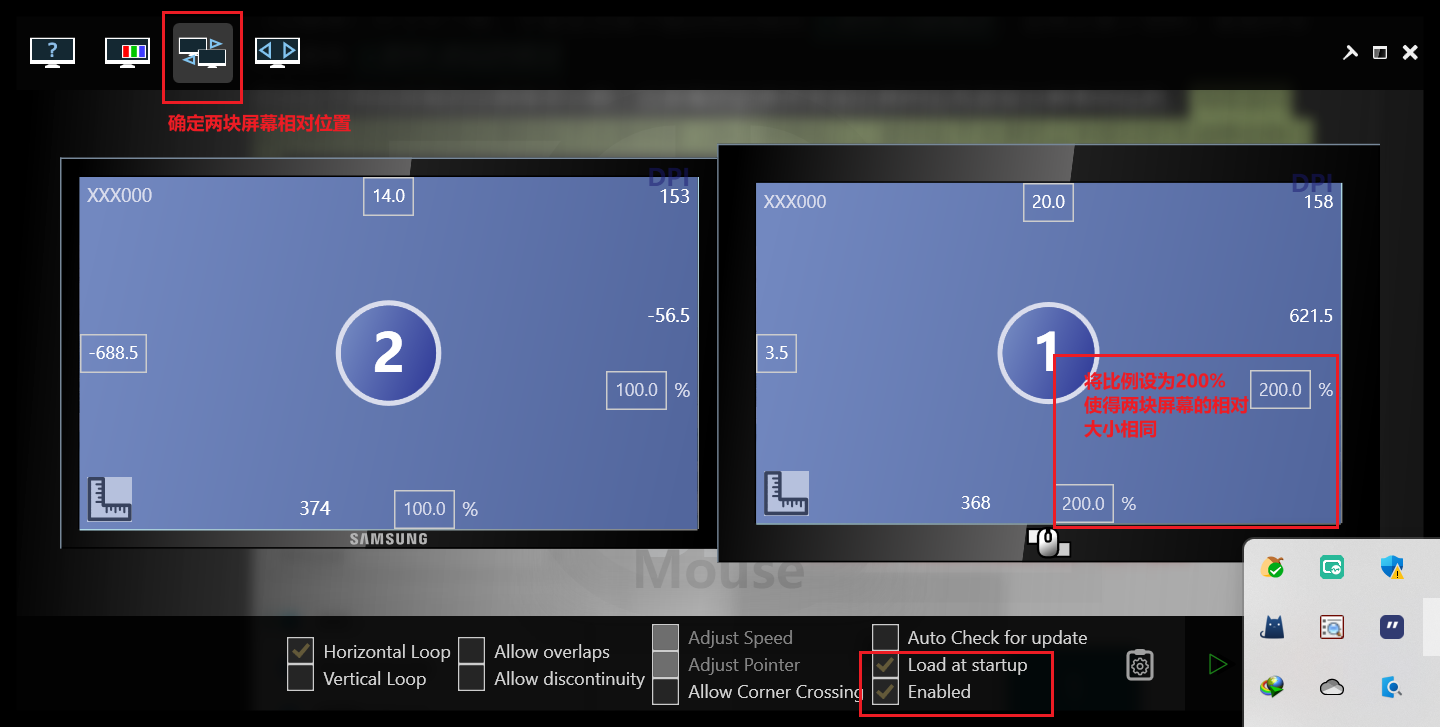 ?
确定两块屏幕相对位置
XXX000
14.0
DPI
153
-56.5
-688.5
2
100.0 %
374
100.0 %
SAMSUNG
XXX000
20.0
DPI
158
621.5
3.5
1
将比例设为200%
使得两块屏幕的相对
大小相同
200.0 %
368
200.0 %
Mouse
Horizontal Loop
Vertical Loop
Allow overlaps
Allow discontinuity
Adjust Speed
Adjust Pointer
Allow Corner Crossing
Auto Check for update
Load at startup
Enabled